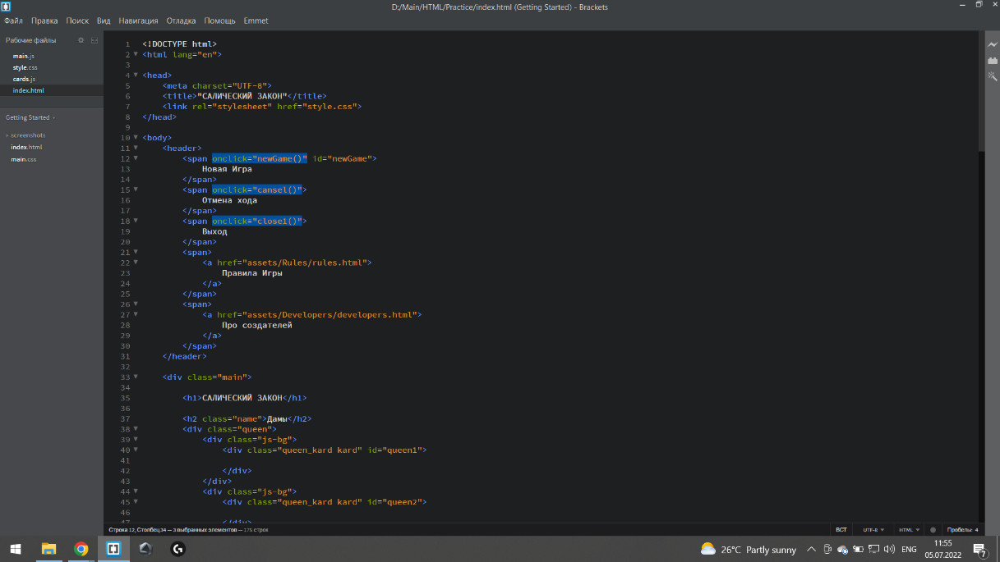 D:/Main/HTML/Practice/index.html (Getting Started) - Brackets
Файл Правка Поиск Вид Навигация Отладка Помощь Emmet
Рабочие файлы
main.js
style.css
cards.js
index.html
Getting Started
screenshots
index.html
main.css
1 <!DOCTYPE html>
2 <html lang="en">
3
4 <head>
5 <meta charset="UTF-8">
6 <title>"САЛИЧЕСКИЙ ЗАКОН"</title>
7 <link rel="stylesheet" href="style.css">
8 </head>
9
10 <body>
11 <header>
12 <span onclick="newGame()" id="newGame">
13 Новая Игра
14 </span>
15 <span onclick="cansel()">
16 Отмена хода
17 </span>
18 <span onclick="close1()">
19 Выход
20 </span>
21 <span>
22 <a href="assets/Rules/rules.html">
23 Правила Игры
24 </a>
25 </span>
26 <span>
27 <a href="assets/Developers/developers.html">
28 Про создателей
29 </a>
30 </span>
31 </header>
32
33 <div class="main">
34
35 <h1>САЛИЧЕСКИЙ ЗАКОН</h1>
36
37 <h2 class="name">Дамы</h2>
38 <div class="queen">
39 <div class="js-bg">
40 <div class="queen_kard kard" id="queen1">
41
42 </div>
43 </div>
44 <div class="js-bg">
45 <div class="queen_kard kard" id="queen2">
46
47 </div>
Строка 12, Столбец 34 — 3 выбранных элементов — 175 строк
ВСТ UTF-8 HTML Пробелы: 4
26°C Partly sunny ENG 11:55
05.07.2022 7